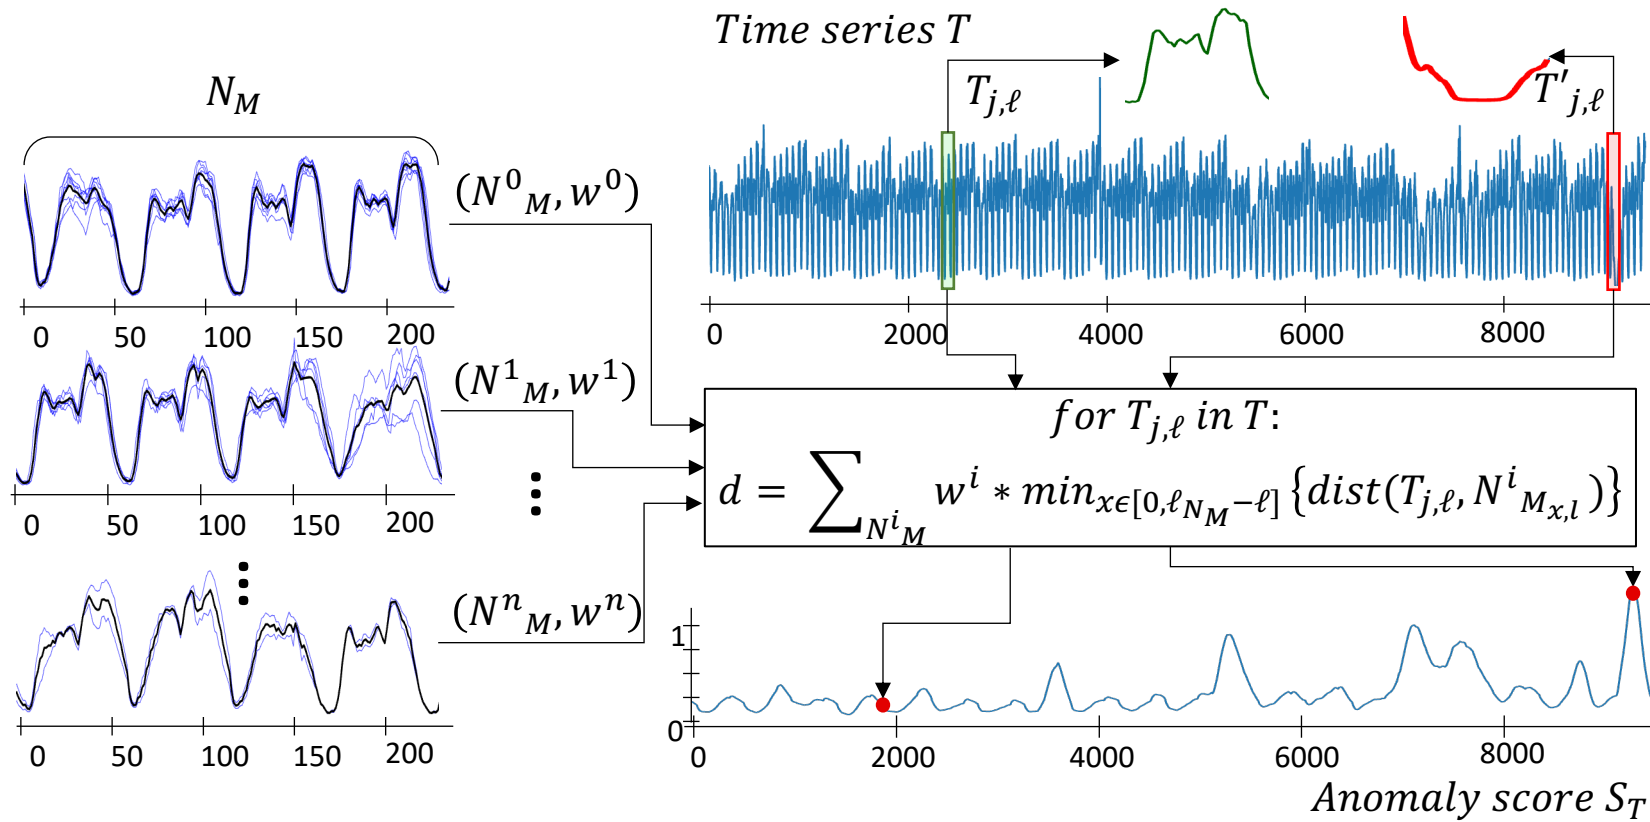 Time series T
N_M
T_{j,ℓ}
T'_{j,ℓ}
(N^0_M, w^0)
0 50 100 150 200
0 2000 4000 6000 8000
(N^1_M, w^1)
0 50 100 150 200
for T_{j,ℓ} in T:
d = ∑_{N^i_M} w^i * min_{xϵ[0,ℓ_{N_M}−ℓ]} {dist(T_{j,ℓ}, N^i_{M_{x,l}})}
(N^n_M, w^n)
0 50 100 150 200
1
0
0 2000 4000 6000 8000
Anomaly score S_T